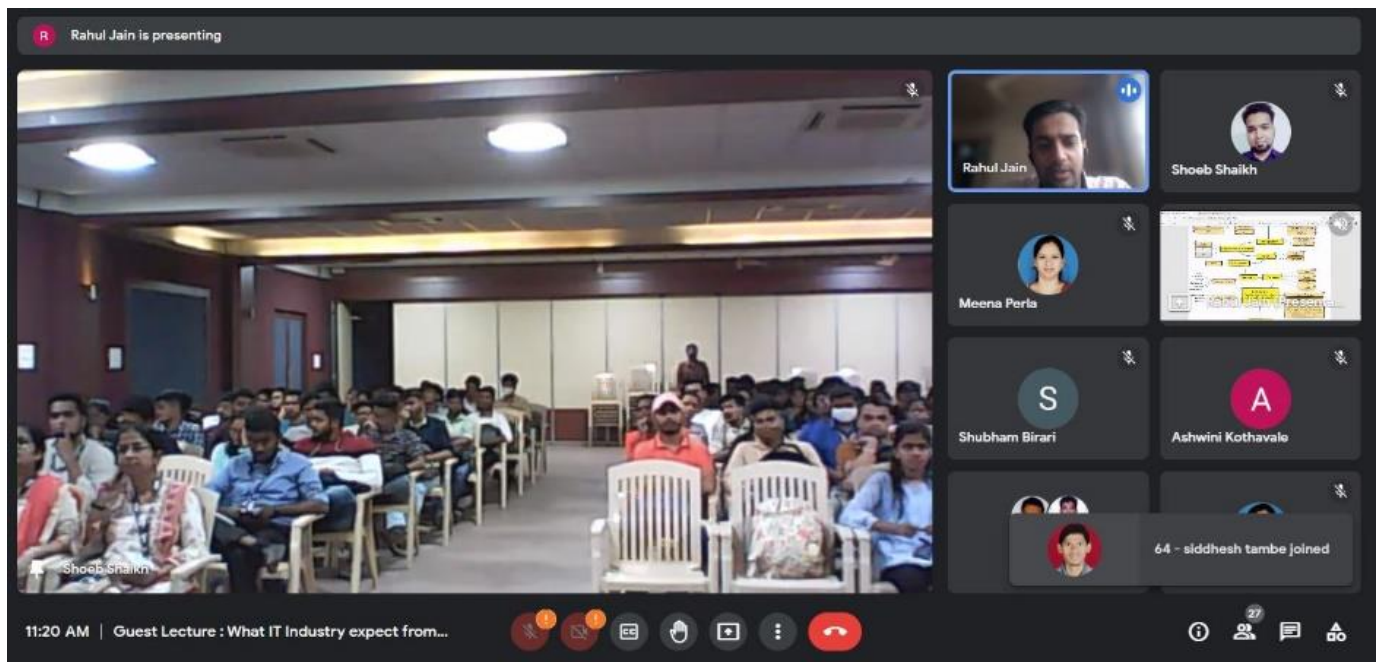 R Rahul Jain is presenting
Rahul Jain
Shoeb Shaikh
Meena Perla
S
Shubham Birari
A
Ashwini Kothavale
64 - siddhesh tambe joined
Shoeb Shaikh
11:20 AM | Guest Lecture : What IT Industry expect from...
CC
27